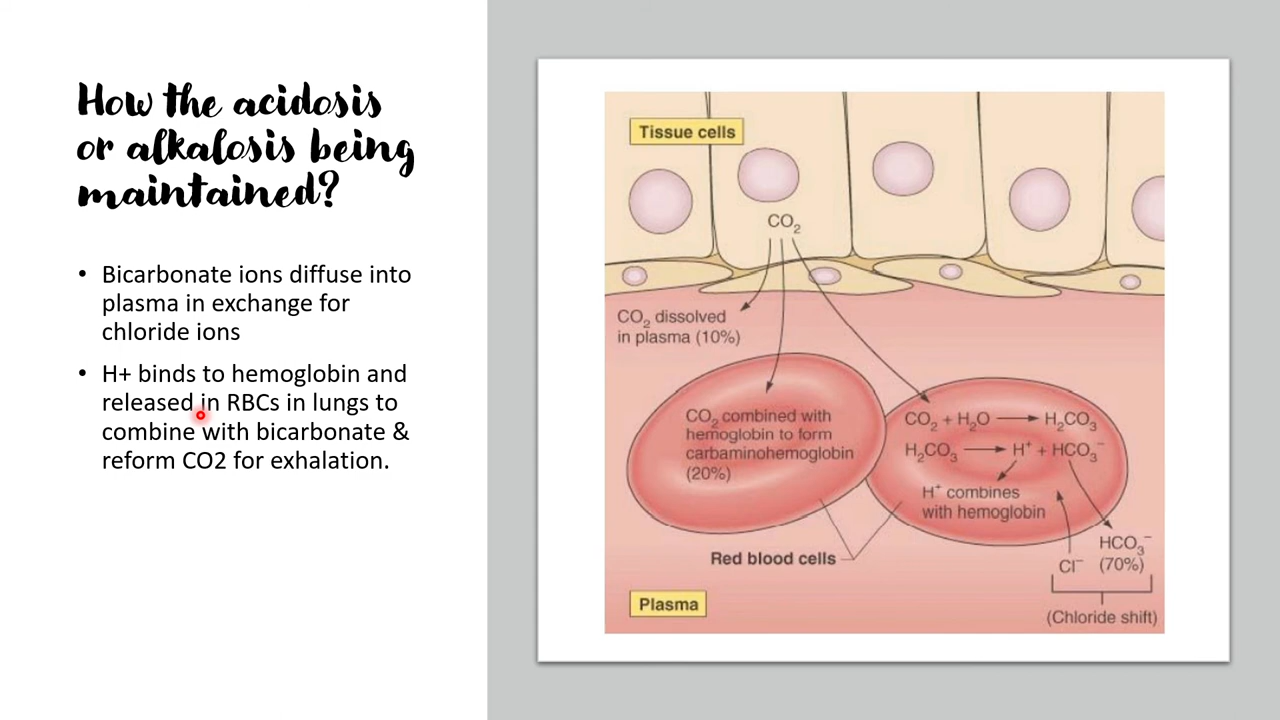 How the acidosis
or alkalosis being
maintained?
• Bicarbonate ions diffuse into
plasma in exchange for
chloride ions
• H+ binds to hemoglobin and
released in RBCs in lungs to
combine with bicarbonate &
reform CO2 for exhalation.
Tissue cells
CO₂
CO₂ dissolved
in plasma (10%)
CO₂ combined with
hemoglobin to form
carbaminohemoglobin
(20%)
CO₂ + H₂O → H₂CO₃
H₂CO₃ → H⁺ + HCO₃⁻
H⁺ combines
with hemoglobin
Red blood cells
HCO₃⁻
Cl⁻ (70%)
Plasma
(Chloride shift)